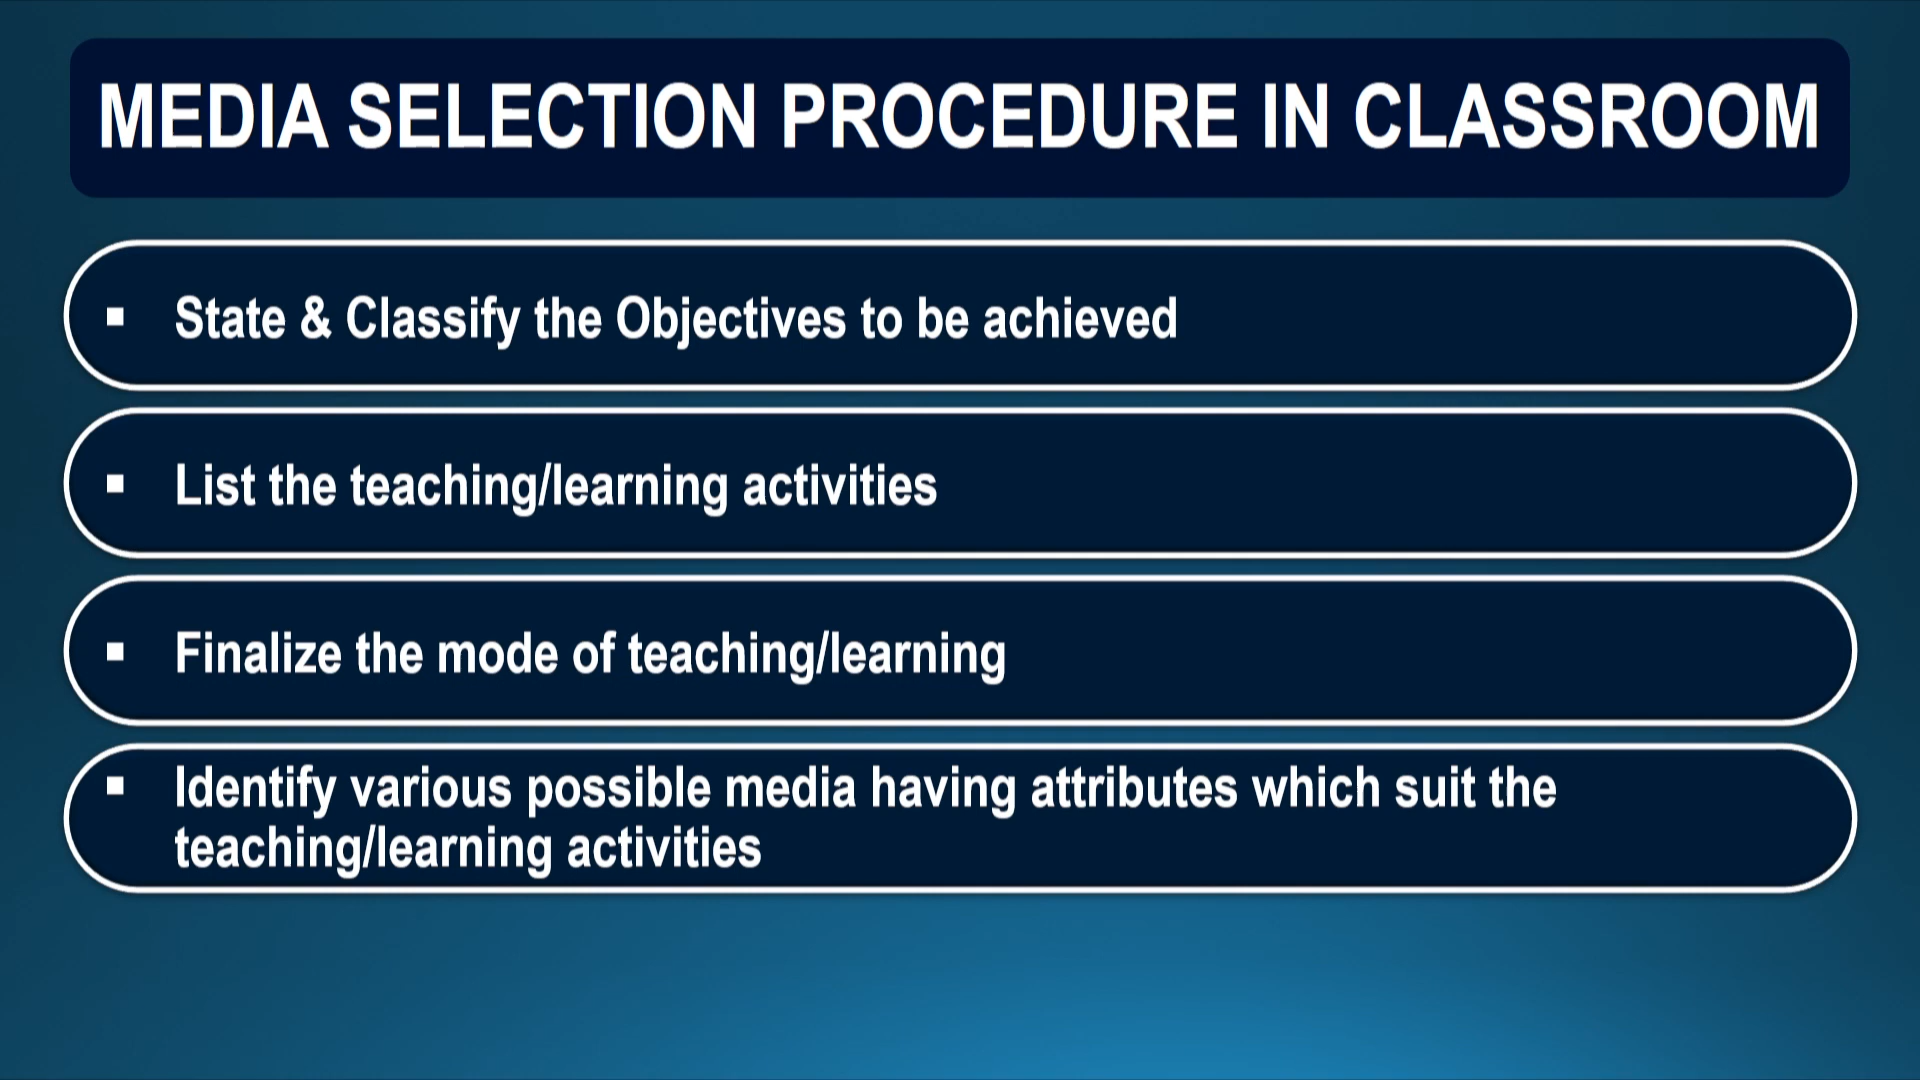 MEDIA SELECTION PROCEDURE IN CLASSROOM
▪ State & Classify the Objectives to be achieved
▪ List the teaching/learning activities
▪ Finalize the mode of teaching/learning
▪ Identify various possible media having attributes which suit the
teaching/learning activities